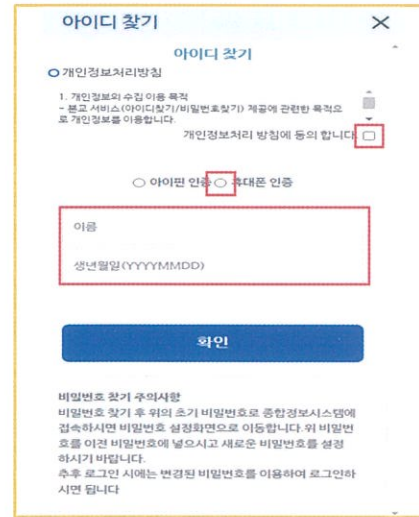 아이디 찾기
아이디 찾기
개인정보처리방침
1. 개인정보의 수집 이용 목적
- 본교 서비스(아이디찾기/비밀번호찾기) 제공에 관련한 목적으
로 개인정보를 이용합니다.
개인정보처리 방침에 동의 합니다.
아이핀 인증 휴대폰 인증
이름
생년월일(YYYYMMDD)
확인
비밀번호 찾기 주의사항
비밀번호 찾기 후 위의 초기 비밀번호로 종합정보시스템에
접속하시면 비밀번호 설정화면으로 이동합니다.위 비밀번
호를 이전 비밀번호에 넣으시고 새로운 비밀번호를 설정
하시기 바랍니다.
추후 로그인 시에는 변경된 비밀번호를 이용하여 로그인하
시면 됩니다